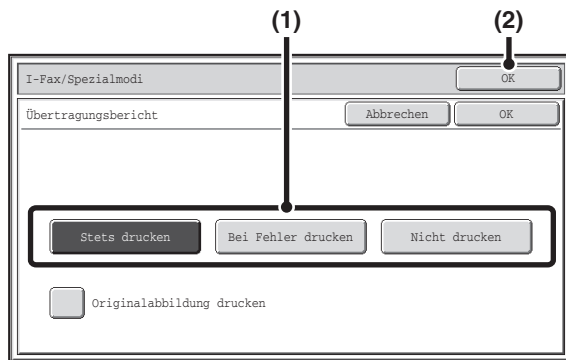 (1) (2)
I-Fax/Spezialmodi OK
Übertragungsbericht Abbrechen OK
Stets drucken Bei Fehler drucken Nicht drucken
Originalabbildung drucken